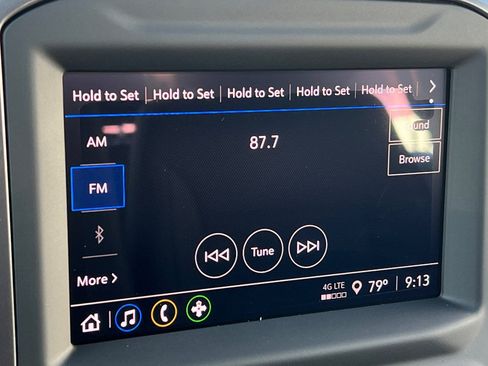 Hold to Set Hold to Set Hold to Set Hold to Set Hold to Set
AM
87.7
FM
Browse
Tune
More
4G LTE
79° 9:13